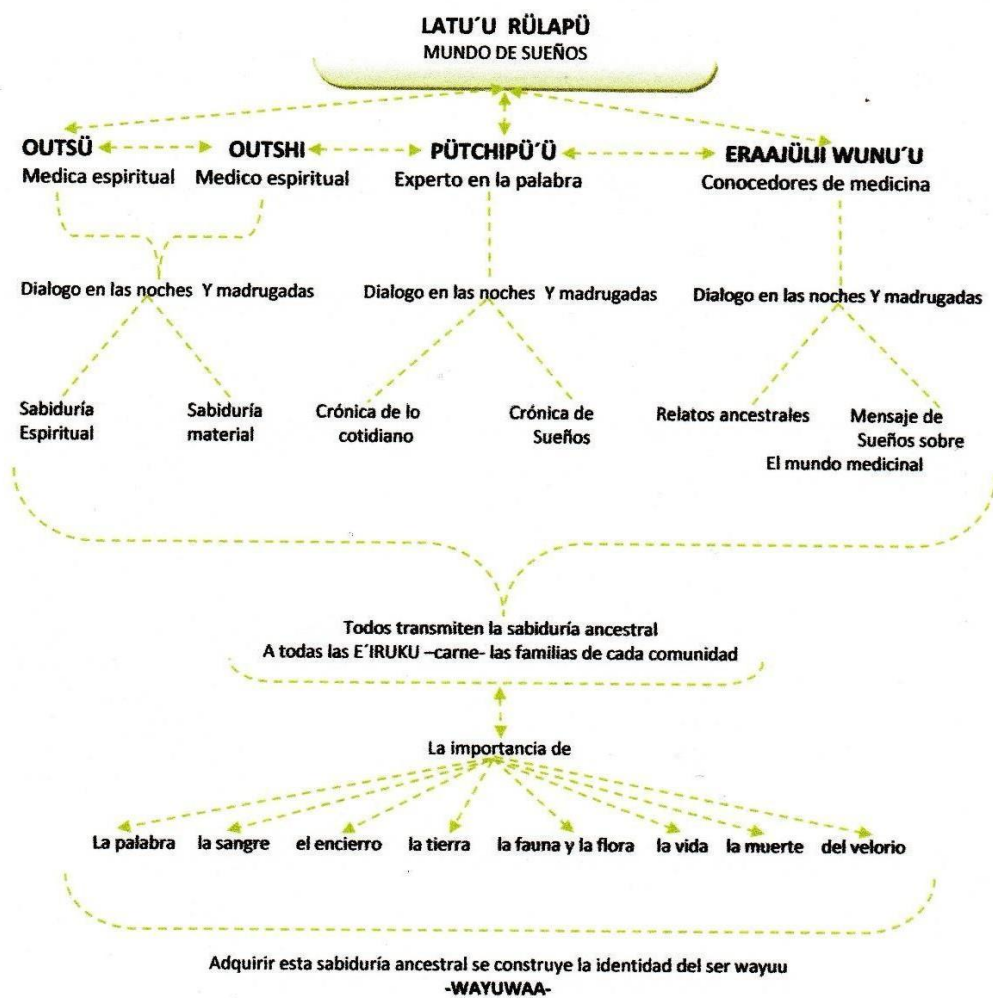 LATU´U RÜLAPÜ
MUNDO DE SUEÑOS
OUTSÜ
Medica espiritual
OUTSHI
Medico espiritual
PÜTCHIPÜ´Ü
Experto en la palabra
ERAAJÜLII WUNU´U
Conocedores de medicina
Dialogo en las noches Y madrugadas
Dialogo en las noches Y madrugadas
Dialogo en las noches Y madrugadas
Sabiduría
Espiritual
Sabiduría
material
Crónica de lo
cotidiano
Crónica de
Sueños
Relatos ancestrales
Mensaje de
Sueños sobre
El mundo medicinal
Todos transmiten la sabiduría ancestral
A todas las E´IRUKU –carne- las familias de cada comunidad
La importancia de
La palabra
la sangre
el encierro
la tierra
la fauna y la flora
la vida
la muerte
del velorio
Adquirir esta sabiduría ancestral se construye la identidad del ser wayuu
-WAYUWAA-